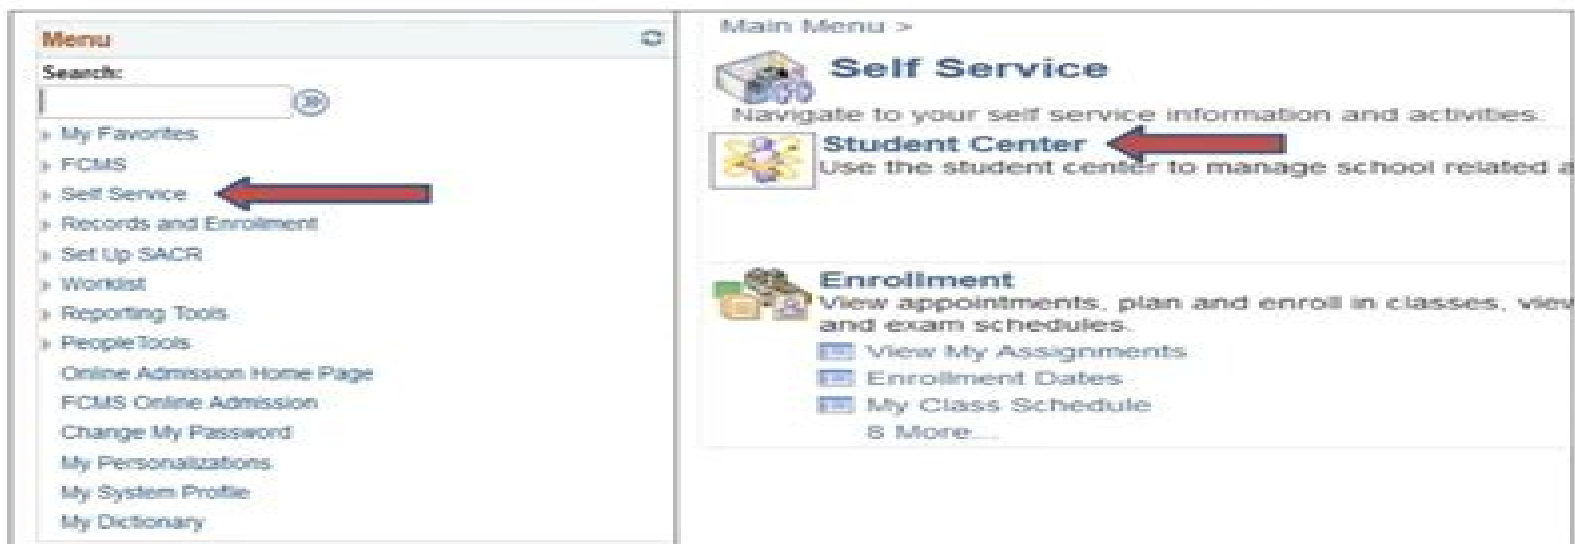 Menu
Search:
My Favorites
FCMS
Self Service
Records and Enrollment
Set Up SACR
Worklist
Reporting Tools
PeopleTools
Online Admission Home Page
FCMS Online Admission
Change My Password
My Personalizations
My System Profile
My Dictionary
Main Menu >
Self Service
Navigate to your self service information and activities.
Student Center
Use the student center to manage school related a
Enrollment
View appointments, plan and enroll in classes, view
and exam schedules.
View My Assignments
Enrollment Dates
My Class Schedule
8 More...